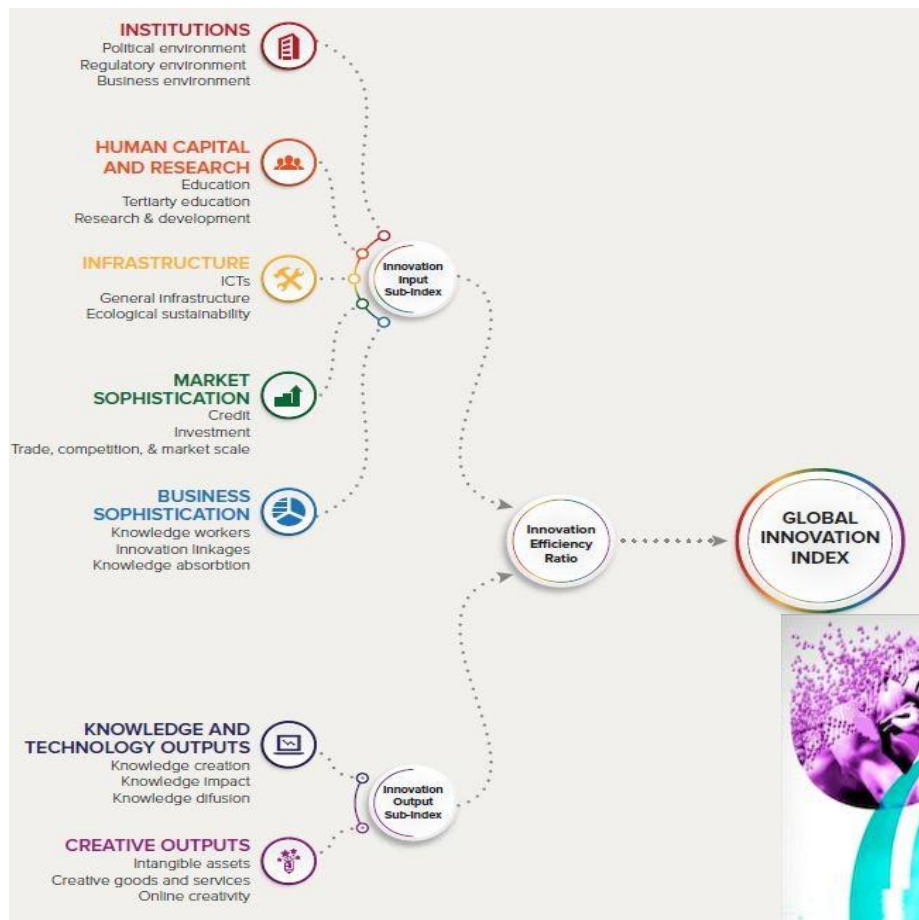 INSTITUTIONS
Political environment
Regulatory environment
Business environment
HUMAN CAPITAL
AND RESEARCH
Education
Tertiarty education
Research & development
INFRASTRUCTURE
ICTs
General infrastructure
Ecological sustainability
MARKET
SOPHISTICATION
Credit
Investment
Trade, competition, & market scale
BUSINESS
SOPHISTICATION
Knowledge workers
Innovation linkages
Knowledge absorbtion
Innovation
Input
Sub-Index
Innovation
Efficiency
Ratio
GLOBAL
INNOVATION
INDEX
KNOWLEDGE AND
TECHNOLOGY OUTPUTS
Knowledge creation
Knowledge impact
Knowledge difusion
CREATIVE OUTPUTS
Intangible assets
Creative goods and services
Online creativity
Innovation
Output
Sub-Index